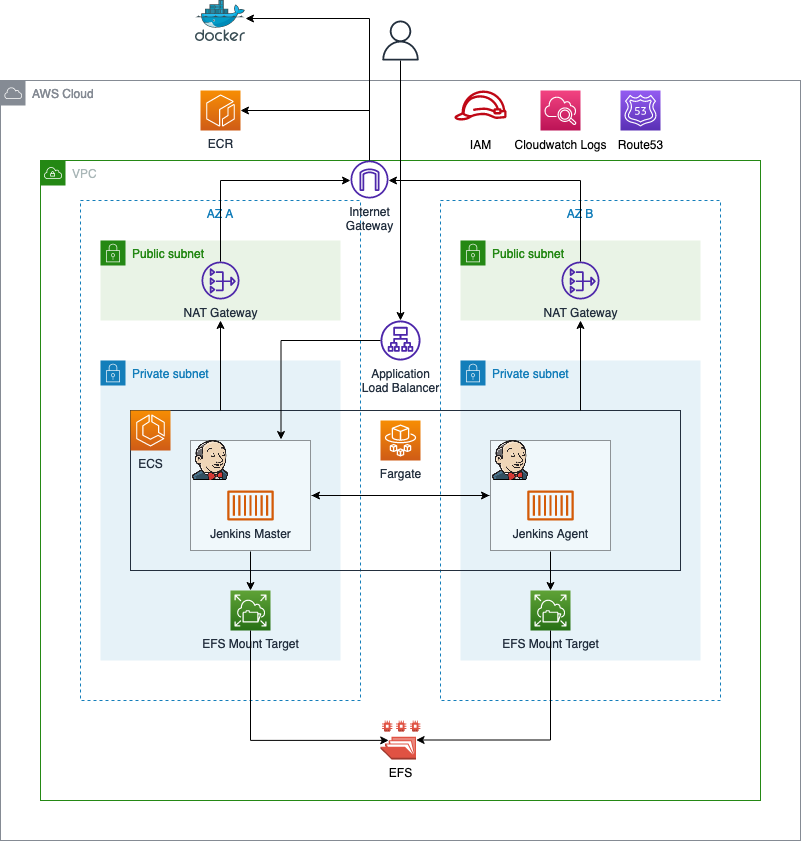 docker
AWS Cloud
ECR
IAM
Cloudwatch Logs
53
Route53
VPC
Internet
Gateway
AZ A
AZ B
Public subnet
Public subnet
NAT Gateway
NAT Gateway
Private subnet
Application
Load Balancer
Private subnet
ECS
Fargate
Jenkins Master
Jenkins Agent
EFS Mount Target
EFS Mount Target
EFS